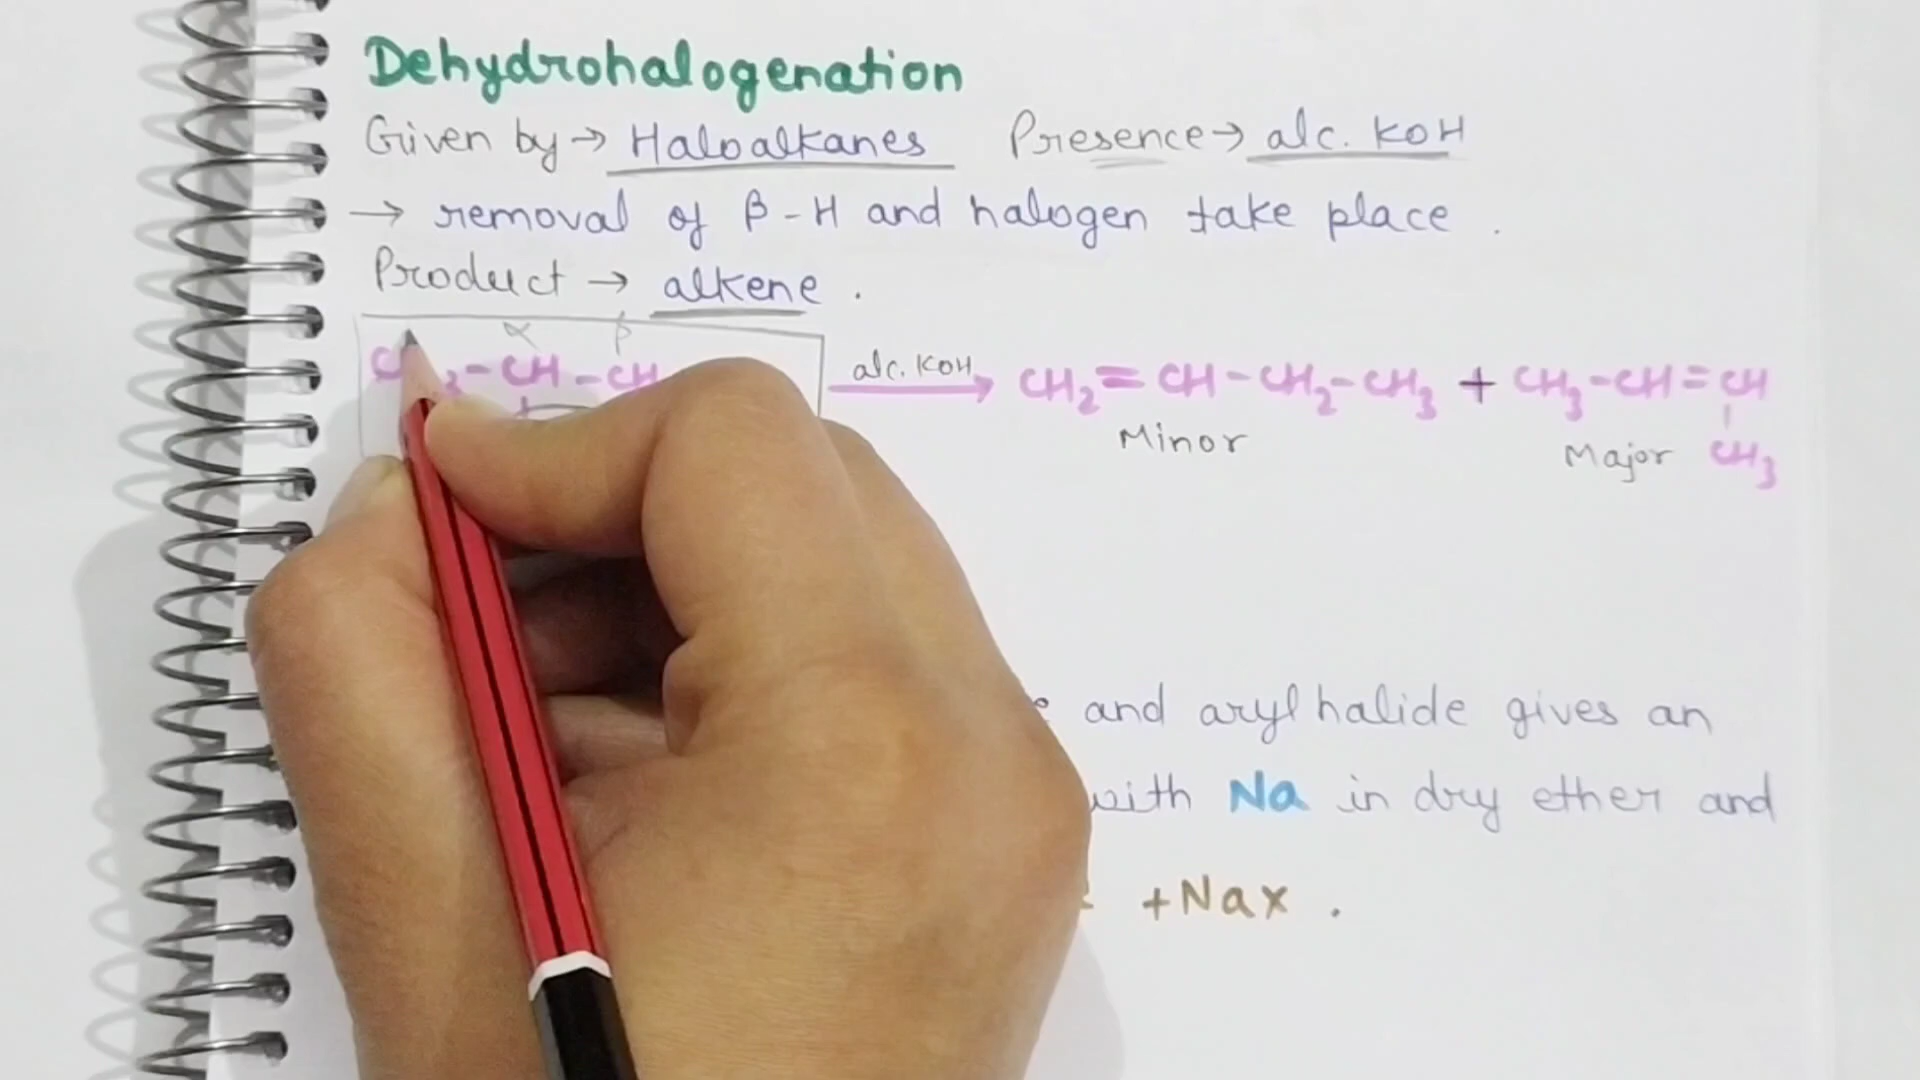 Dehydrohalogenation
Given by → Haloalkanes Presence → alc. KOH
→ removal of β-H and halogen take place .
Product → alkene .
α β
-CH-CH
alc. KOH
CH₂=CH-CH₂-CH₃ + CH₃-CH=CH
Minor
Major CH₃
and aryl halide gives an
with Na in dry ether and
+Nax .